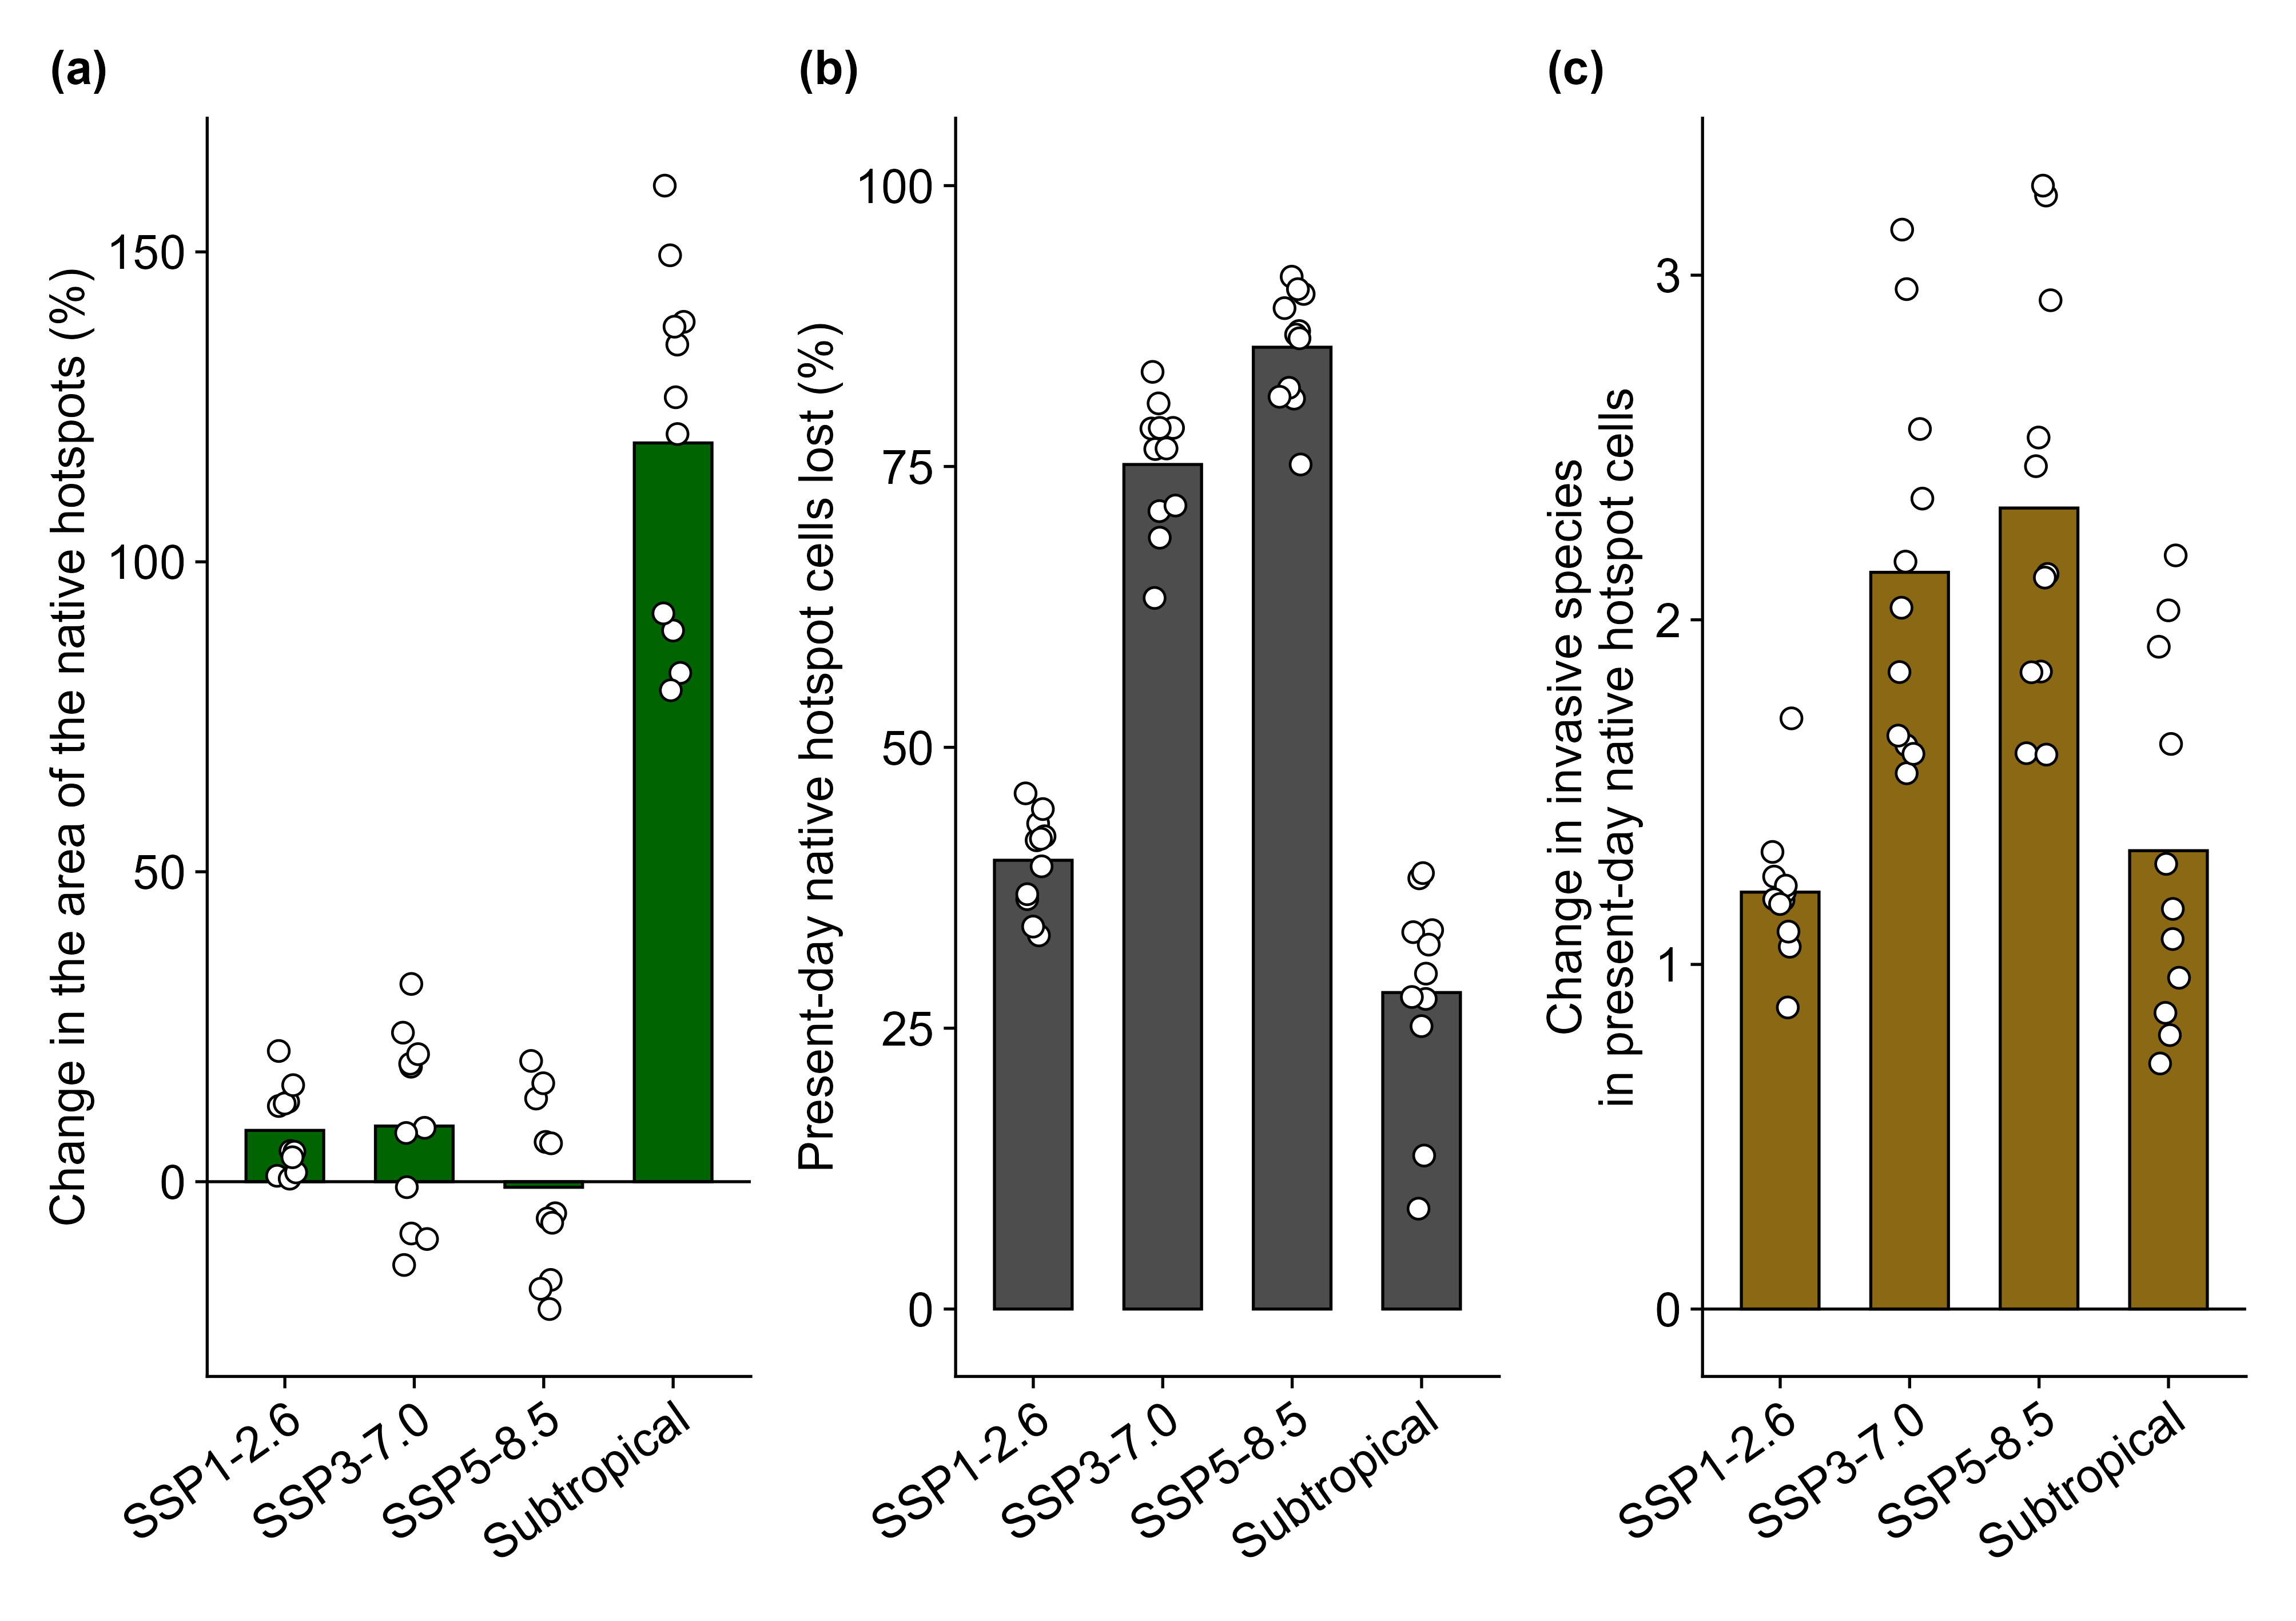 (a)
Change in the area of the native hotspots (%)
150
100
50
0
SSP1-2.6
SSP3-7.0
SSP5-8.5
Subtropical
(b)
Present-day native hotspot cells lost (%)
100
75
50
25
0
SSP1-2.6
SSP3-7.0
SSP5-8.5
Subtropical
(c)
Change in invasive species
in present-day native hotspot cells
3
2
1
0
SSP1-2.6
SSP3-7.0
SSP5-8.5
Subtropical